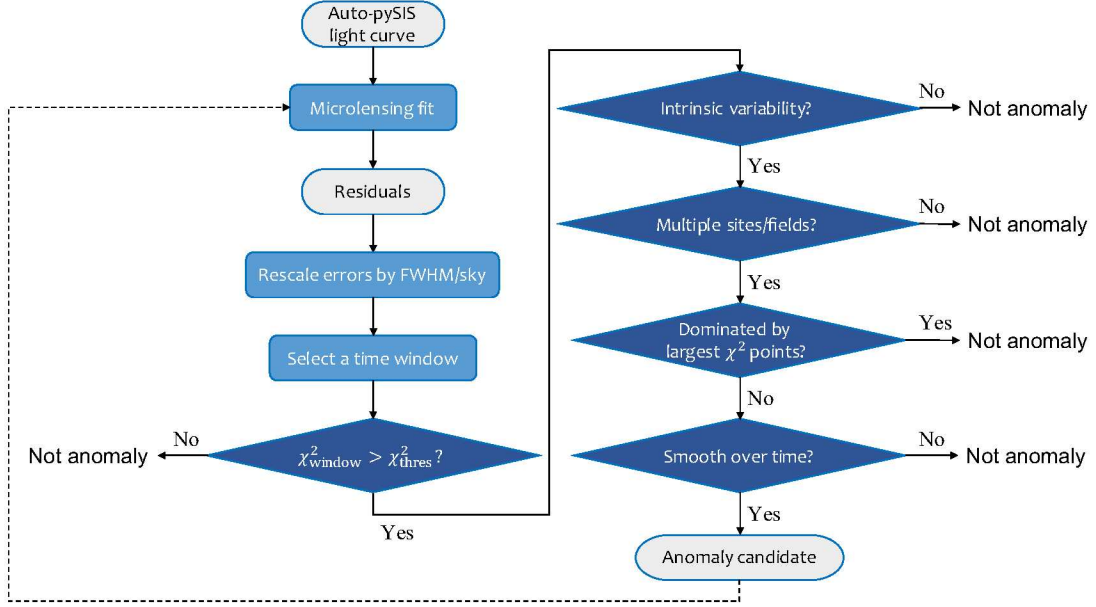 Auto-pySIS
light curve
Microlensing fit
Residuals
Rescale errors by FWHM/sky
Select a time window
χ²window > χ²thres ?
No
Not anomaly
Yes
Intrinsic variability?
No
Not anomaly
Yes
Multiple sites/fields?
No
Not anomaly
Yes
Dominated by
largest χ² points?
Yes
Not anomaly
No
Smooth over time?
No
Not anomaly
Yes
Anomaly candidate